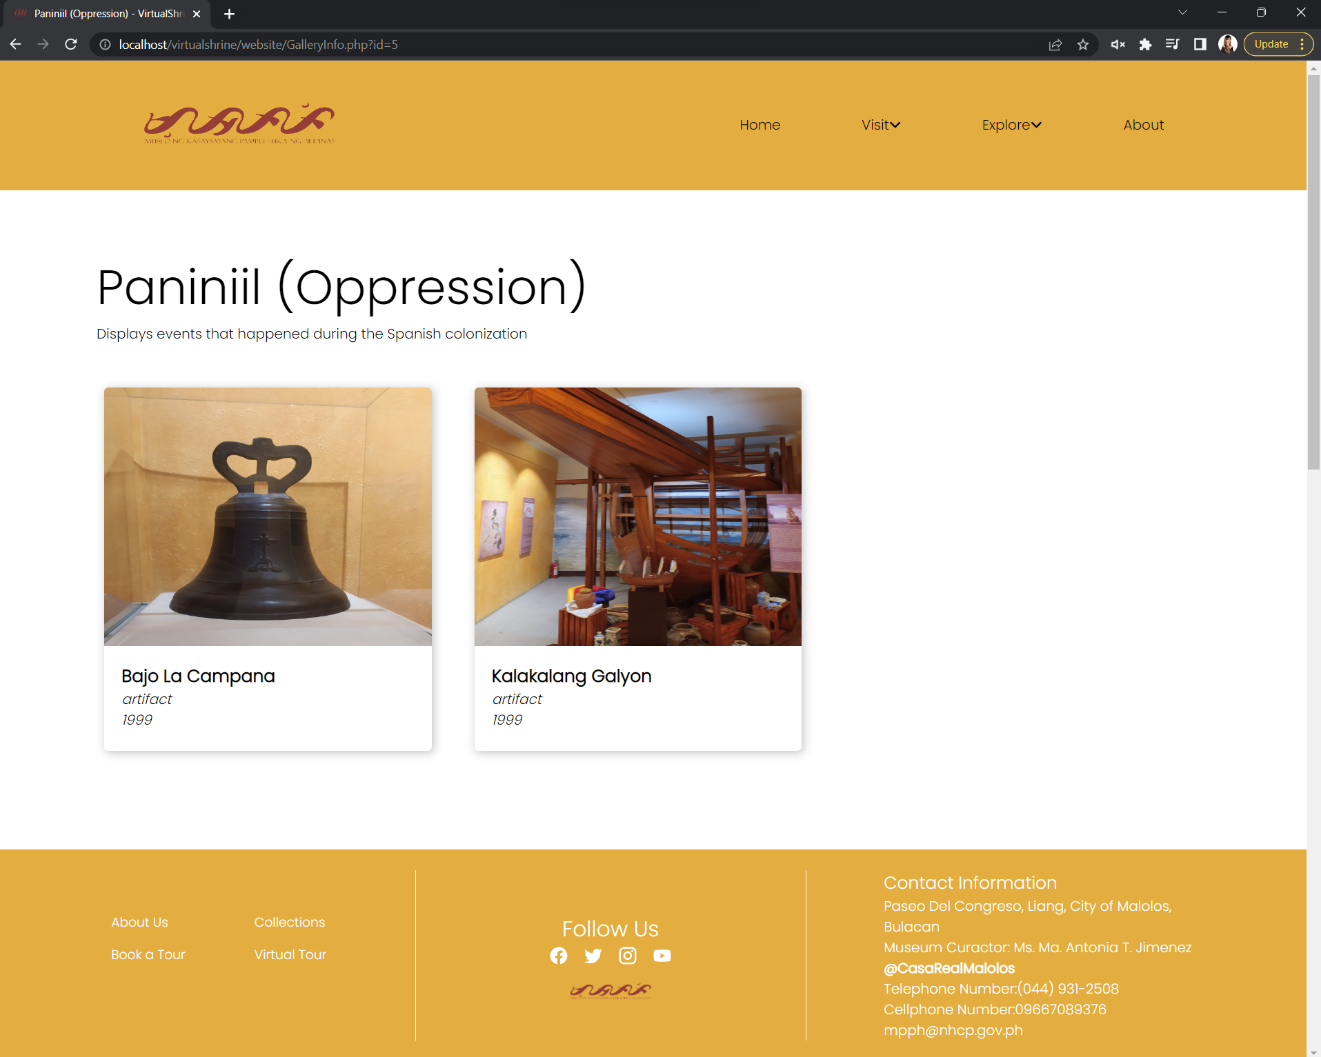 Paniniil (Oppression) - VirtualShri
localhost/virtualshrine/website/GalleryInfo.php?id=5
Update
Home
Visit
Explore
About
Paniniil (Oppression)
Displays events that happened during the Spanish colonization
Bajo La Campana
artifact
1999
Kalakalang Galyon
artifact
1999
About Us
Collections
Book a Tour
Virtual Tour
Follow Us
Contact Information
Paseo Del Congreso, Liang, City of Malolos,
Bulacan
Museum Curactor: Ms. Ma. Antonia T. Jimenez
@CasaRealMalolos
Telephone Number:(044) 931-2508
Cellphone Number:09667089376
mpph@nhcp.gov.ph